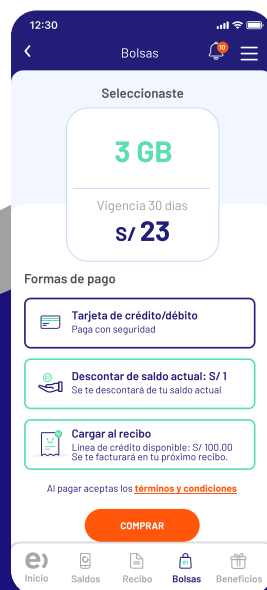 12:30
Bolsas
10
Seleccionaste
3 GB
Vigencia 30 días
S/ 23
Formas de pago
Tarjeta de crédito/débito
Paga con seguridad
Descontar de saldo actual: S/ 1
Se te descontará de tu saldo actual
Cargar al recibo
Línea de crédito disponible: S/ 100.00
Se te facturará en tu próximo recibo.
Al pagar aceptas los términos y condiciones
COMPRAR
e)
Inicio
Saldos
Recibo
Bolsas
Beneficios